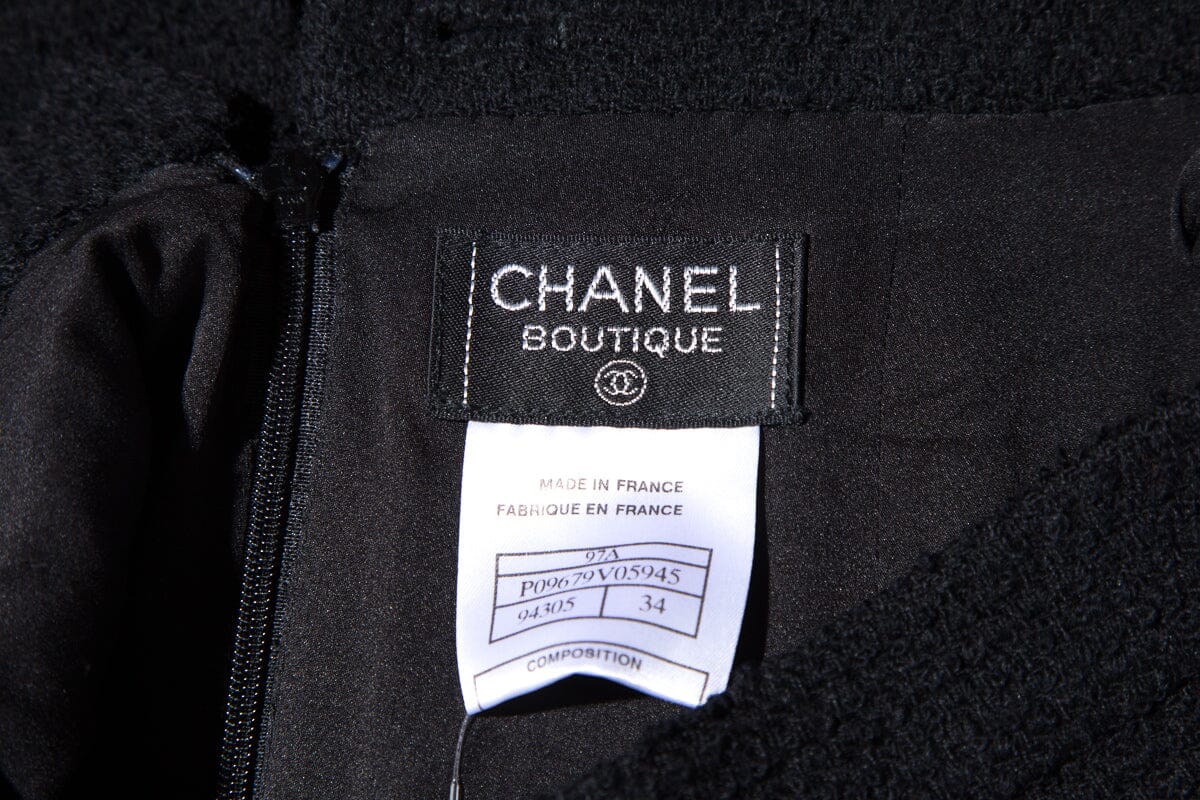 CHANEL
BOUTIQUE
MADE IN FRANCE
FABRIQUE EN FRANCE
97A
P09679V05945
94305 34
COMPOSITION